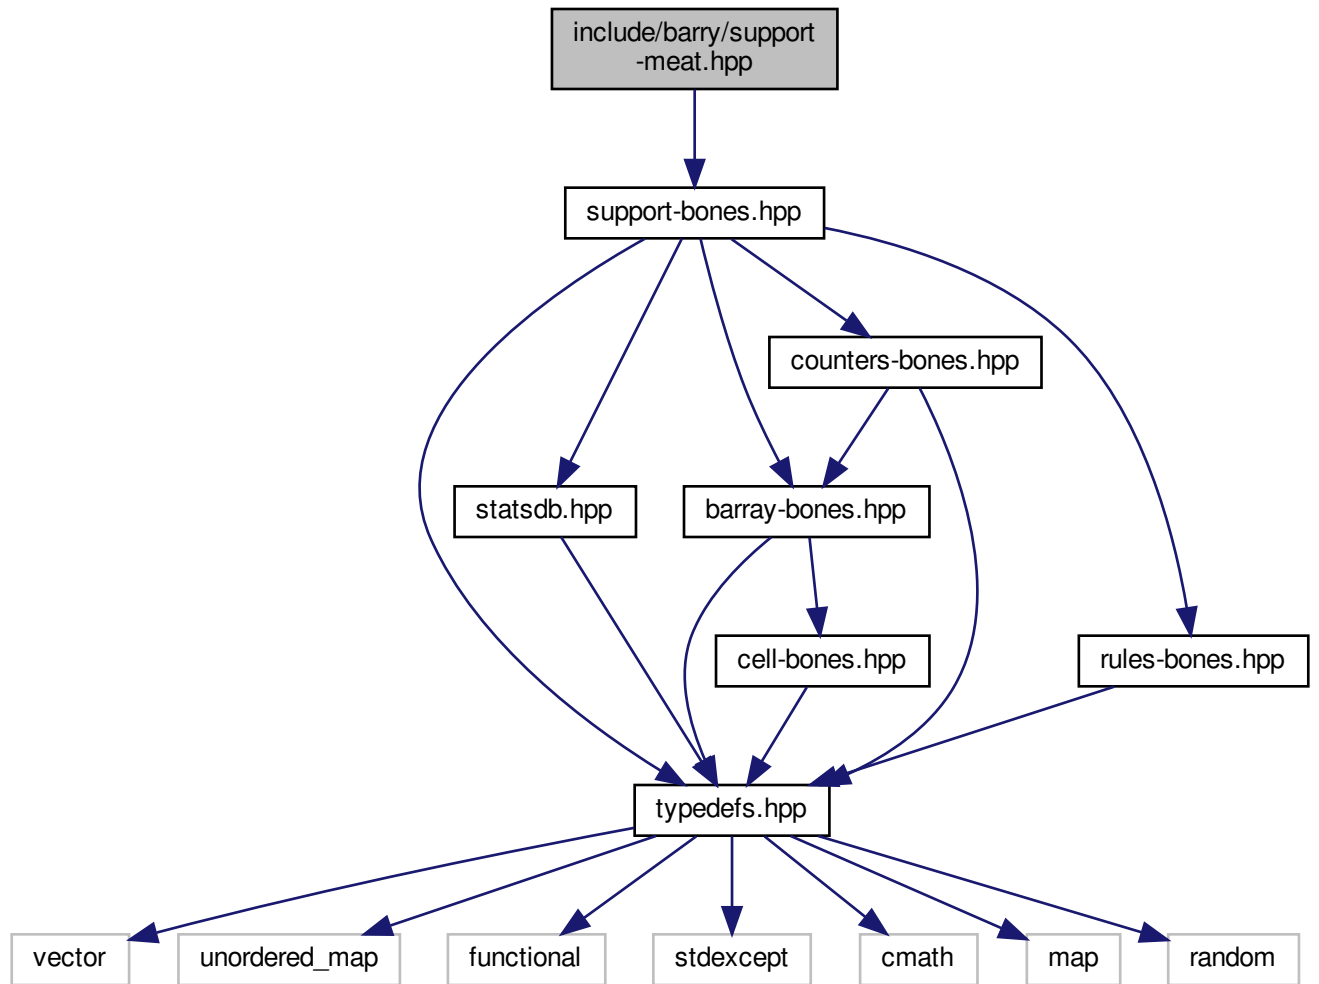 include/barry/support
-meat.hpp
support-bones.hpp
counters-bones.hpp
statsdb.hpp
barray-bones.hpp
cell-bones.hpp
rules-bones.hpp
typedefs.hpp
vector
unordered_map
functional
stdexcept
cmath
map
random